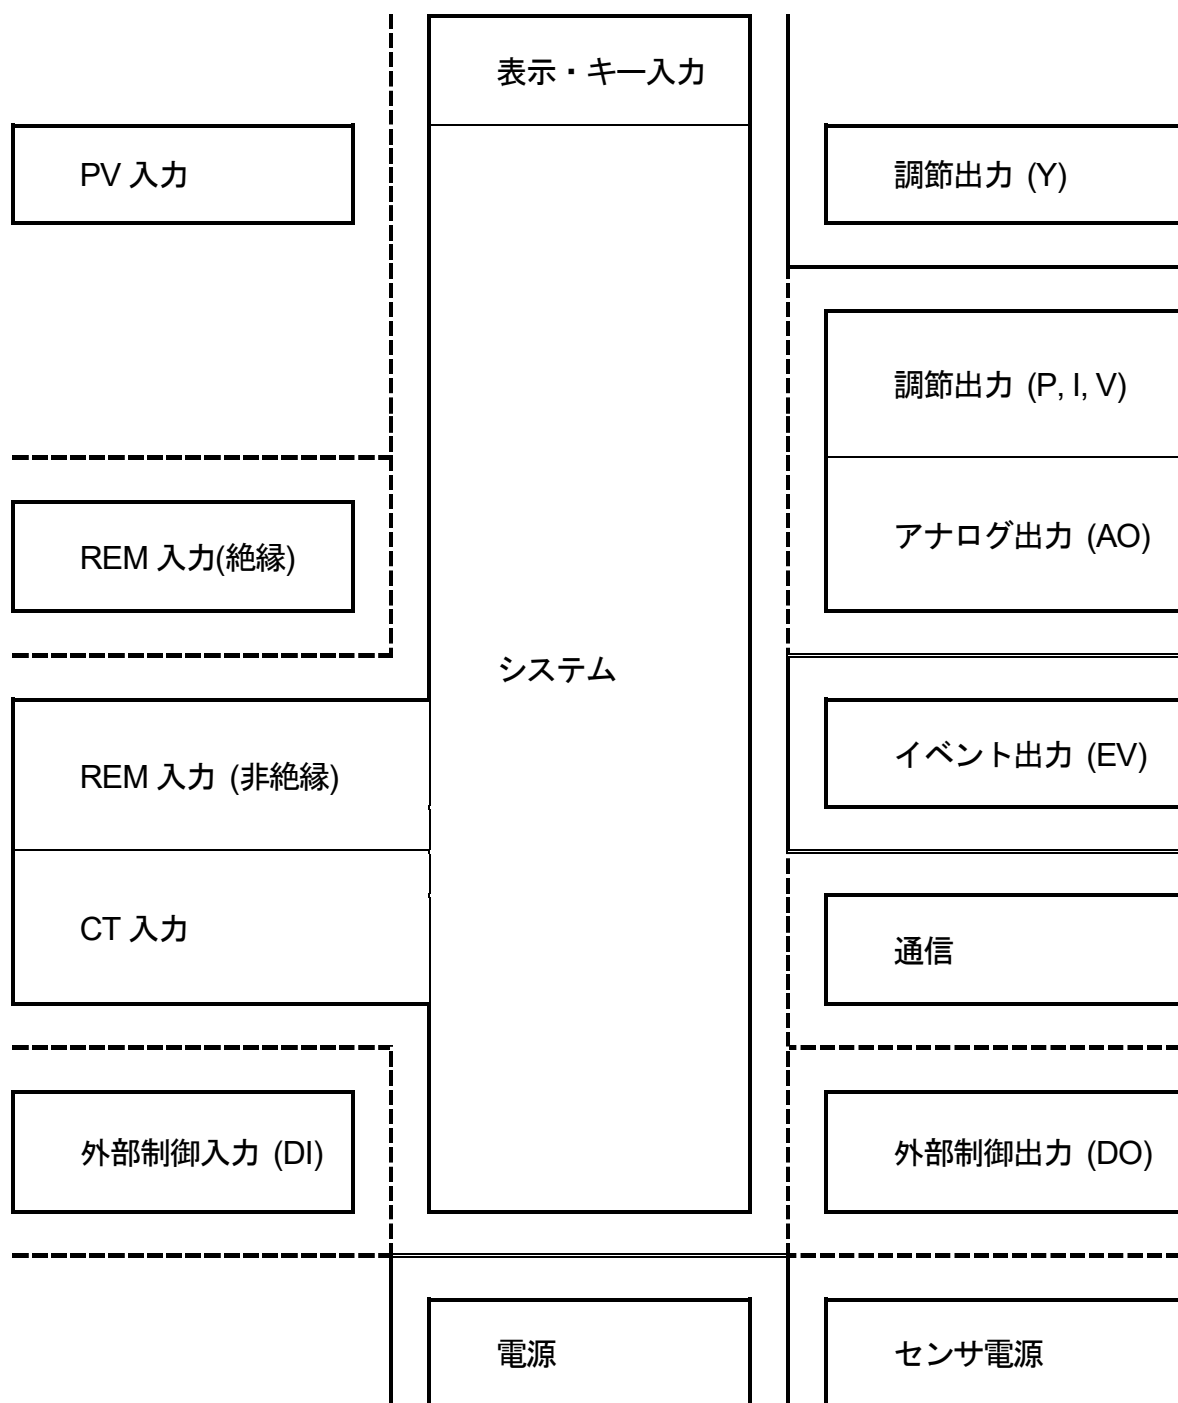 表示・キー入力
PV 入力
調節出力 (Y)
調節出力 (P, I, V)
アナログ出力 (AO)
REM 入力(絶縁)
システム
イベント出力 (EV)
REM 入力 (非絶縁)
CT 入力
通信
外部制御入力 (DI)
外部制御出力 (DO)
電源
センサ電源